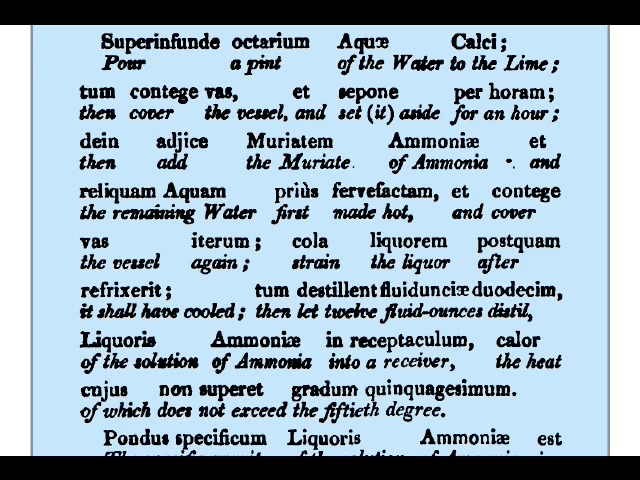 Superinfunde octarium Aquæ Calci;
Pour a pint of the Water to the Lime;
tum contege vas, et sepone per horam;
then cover the vessel, and set (it) aside for an hour;
dein adjice Muriatem Ammoniæ et
then add the Muriate of Ammonia and
reliquam Aquam priùs fervefactam, et contege
the remaining Water first made hot, and cover
vas iterum; cola liquorem postquam
the vessel again; strain the liquor after
refrixerit; tum destillent fluidunciæ duodecim,
it shall have cooled; then let twelve fluid-ounces distil,
Liquoris Ammoniæ in receptaculum, calor
of the solution of Ammonia into a receiver, the heat
cujus non superet gradum quinquagesimum.
of which does not exceed the fiftieth degree.
Pondus specificum Liquoris Ammoniæ est